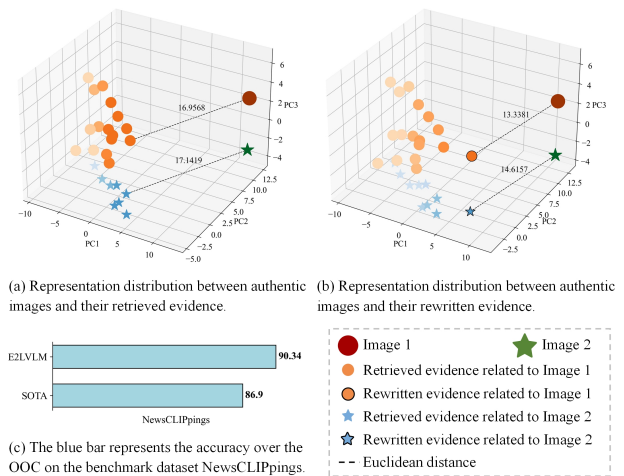 6
4
2
PC3
0
−2
−4
16.9568
17.1419
12.5
10.0
7.5
5.0
PC2
2.5
0.0
−2.5
−5.0
−10
−5
0
PC1
5
10
6
4
2
PC3
0
−2
−4
13.3381
14.6157
12.5
10.0
7.5
5.0
PC2
2.5
0.0
−2.5
−5.0
−10
−5
0
PC1
5
10
(a) Representation distribution between authentic
images and their retrieved evidence.
(b) Representation distribution between authentic
images and their rewritten evidence.
E2LVLM
90.34
SOTA
86.9
NewsCLIPpings
(c) The blue bar represents the accuracy over the
OOC on the benchmark dataset NewsCLIPpings.
Image 1
Image 2
Retrieved evidence related to Image 1
Rewritten evidence related to Image 1
Retrieved evidence related to Image 2
Rewritten evidence related to Image 2
Euclidean distance